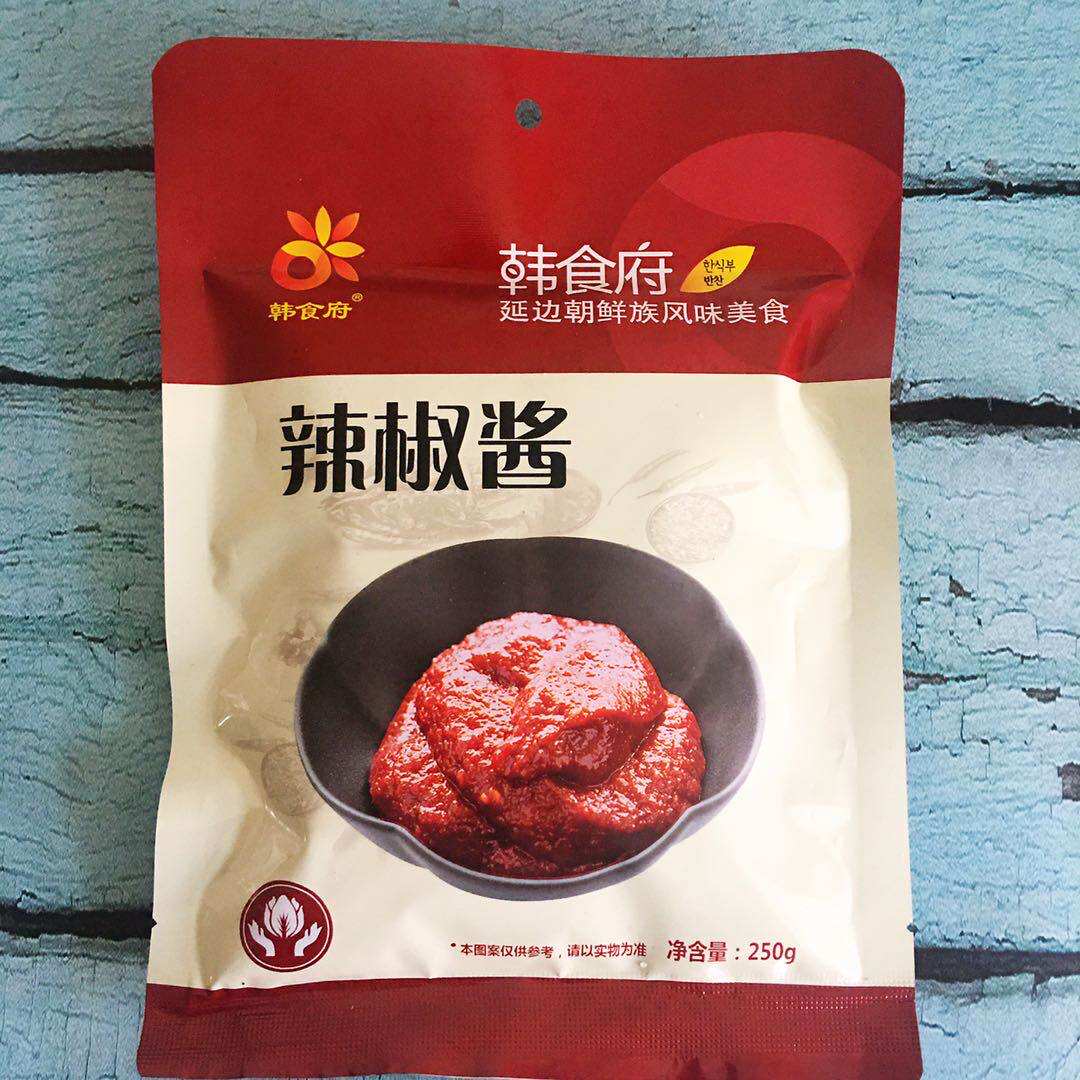 韩食府®
韩食府
한식부
반찬
延边朝鲜族风味美食
辣椒酱
*本图案仅供参考，请以实物为准
净含量：250g